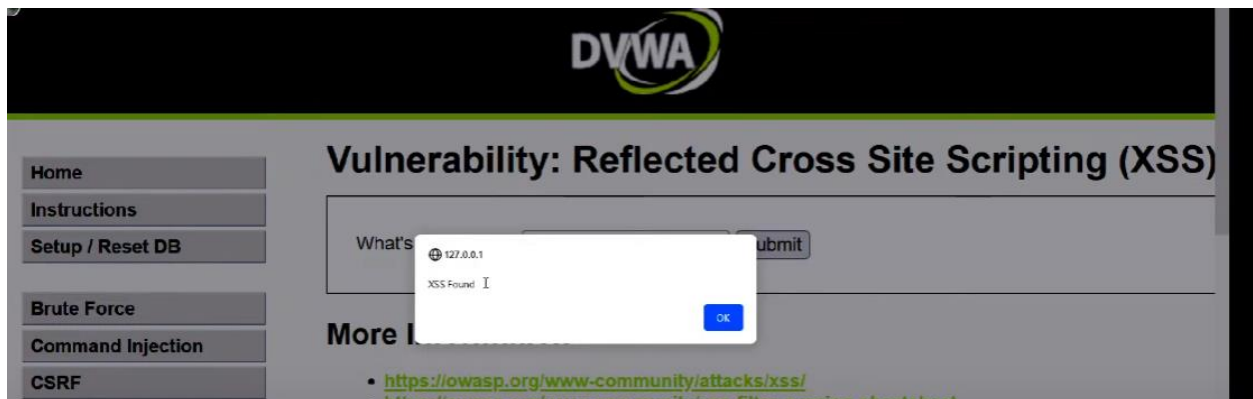 DVWA
Vulnerability: Reflected Cross Site Scripting (XSS)
Home
Instructions
Setup / Reset DB
Brute Force
Command Injection
CSRF
What's
ubmit
127.0.0.1
XSS Found
OK
More I
https://owasp.org/www-community/attacks/xss/